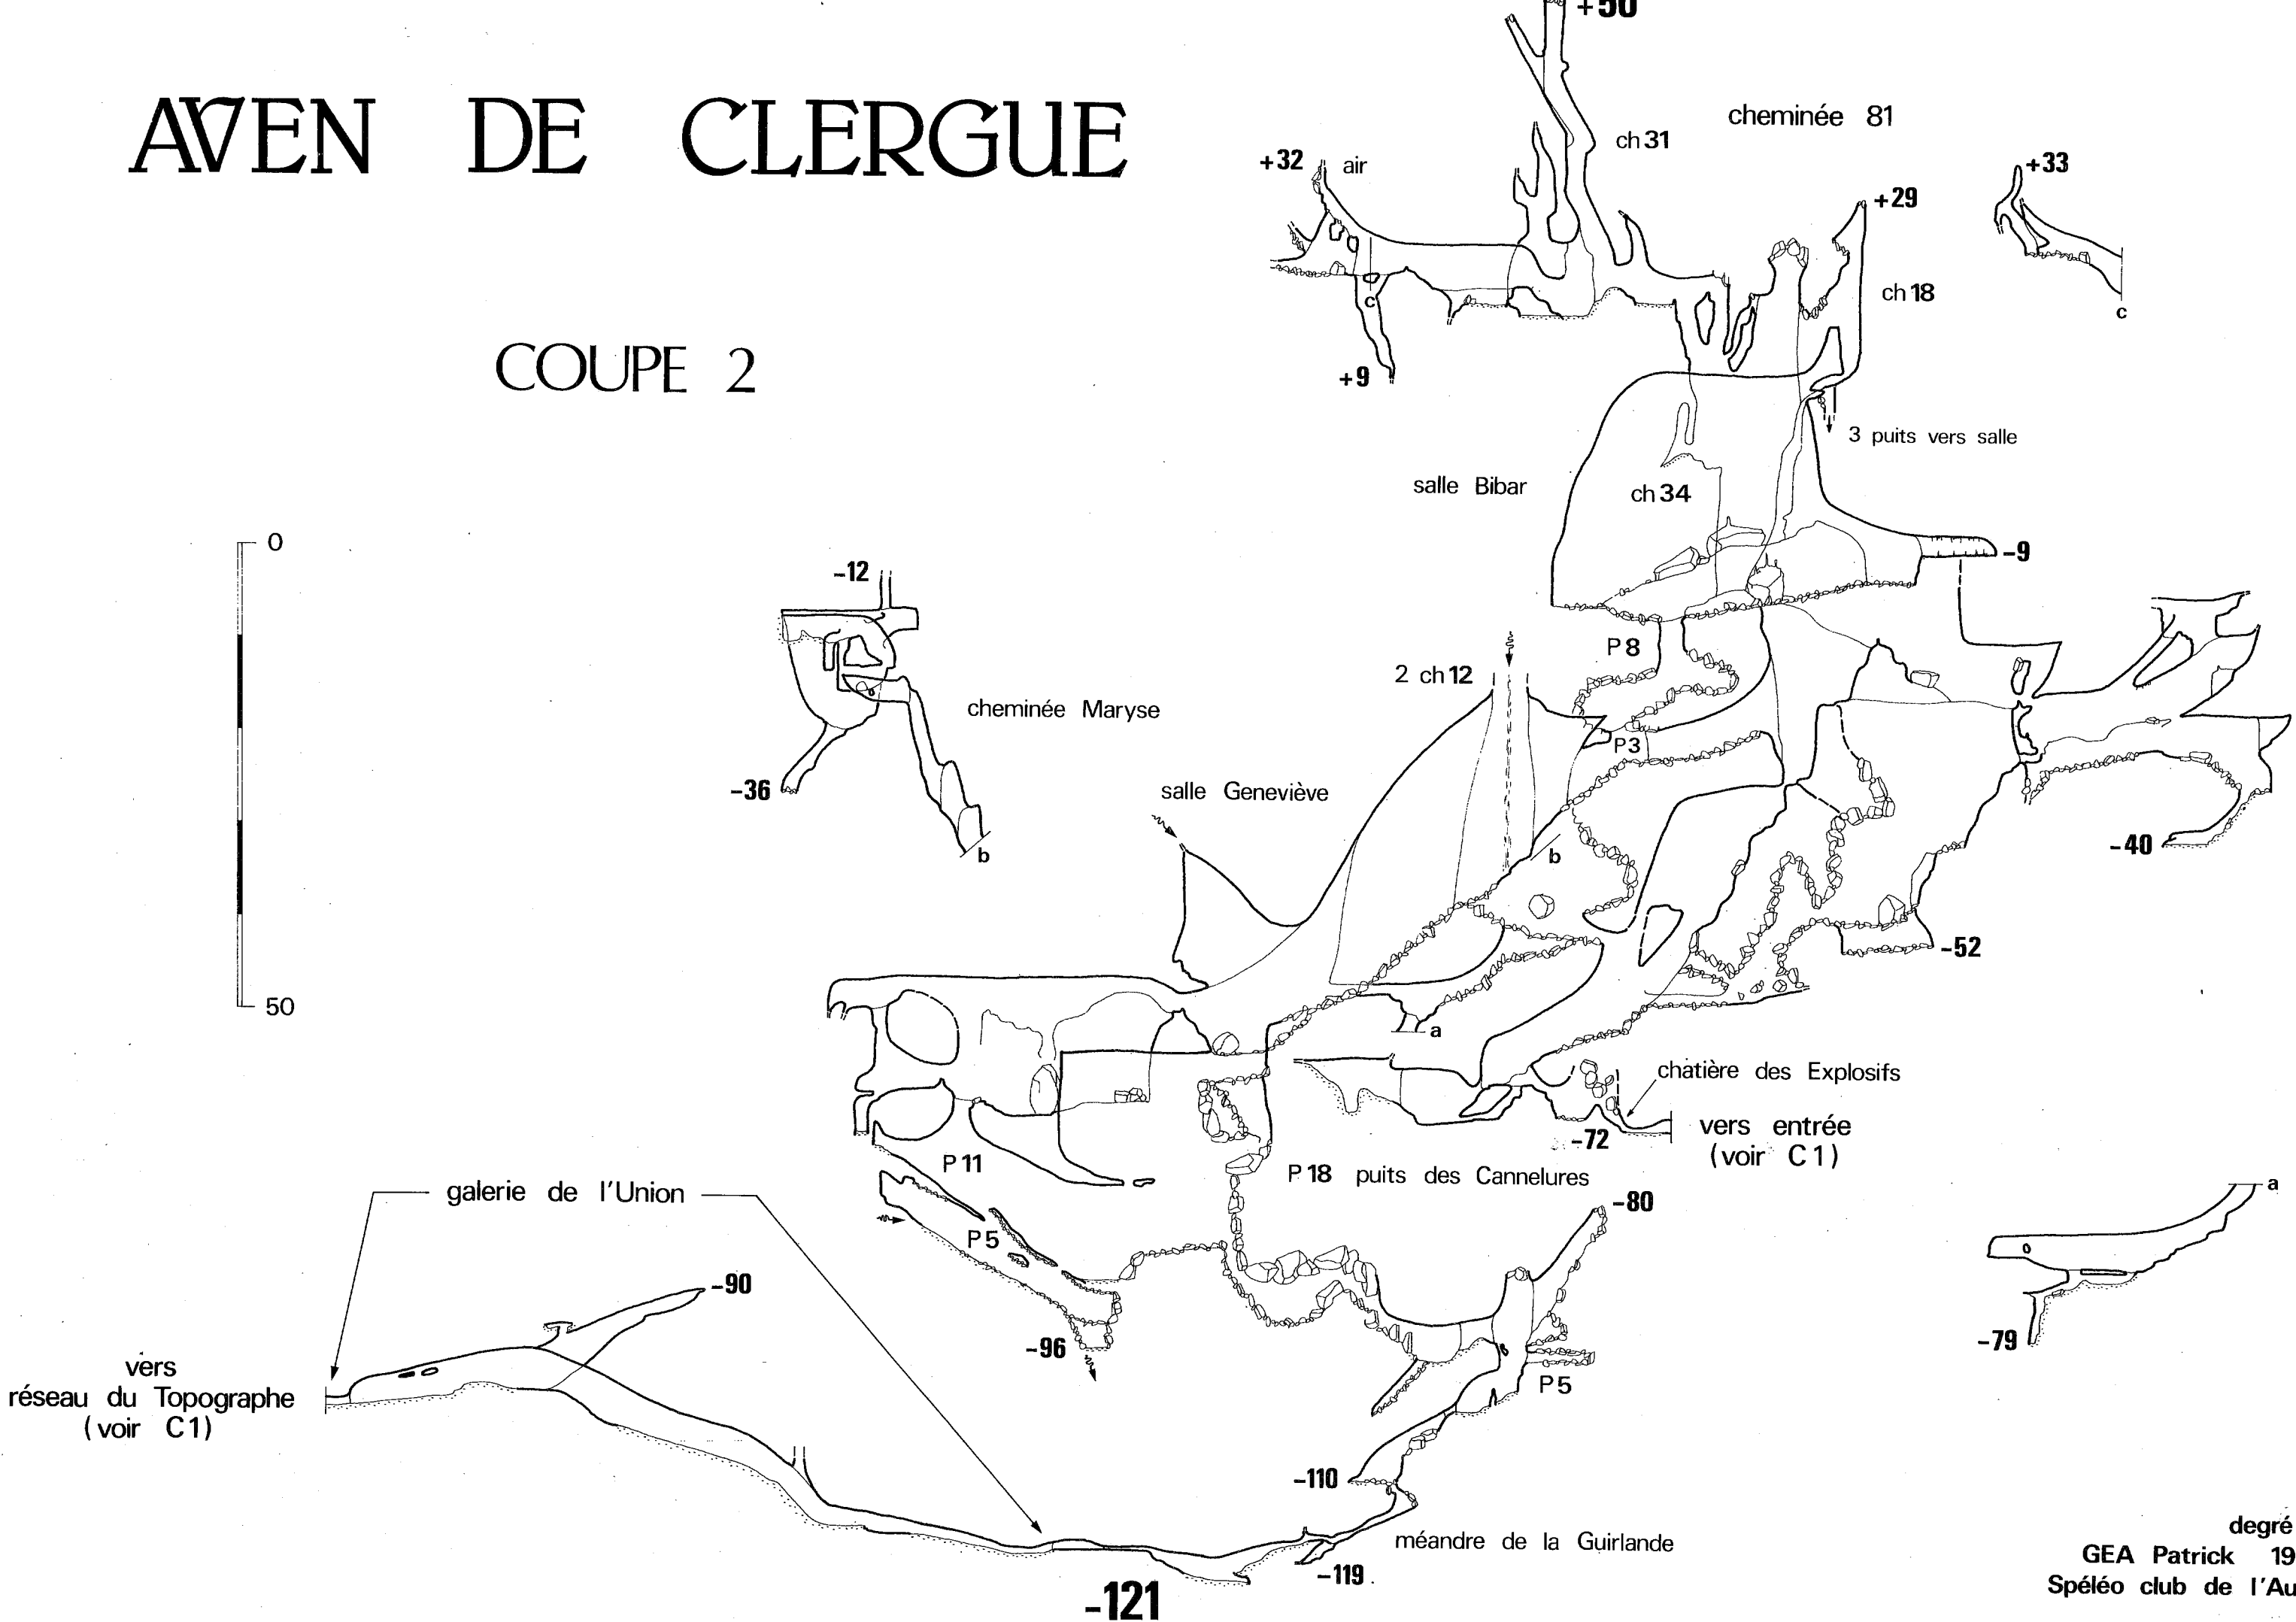 +50
AVEN DE CLERGUE
cheminée 81
ch 31
+32 air
+33
+29
ch 18
c
c
COUPE 2
+9
3 puits vers salle
salle Bibar
ch 34
0
-9
-12
P 8
2 ch 12
cheminée Maryse
P 3
-36
salle Geneviève
b
b
-40
-52
50
a
chatière des Explosifs
vers entrée
(voir C1)
-72
P 11
P 18 puits des Cannelures
galerie de l'Union
a
-80
P 5
-90
-79
-96
vers
réseau du Topographe
(voir C1)
P 5
-110
méandre de la Guirlande
-119
-121
degré
GEA Patrick 19
Spéléo club de l'Au